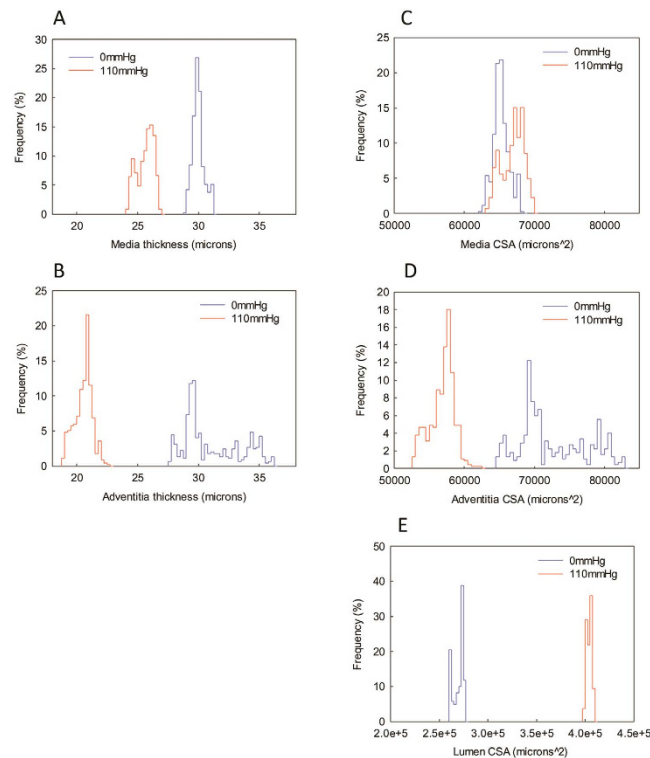 A
30
25
20
15
10
5
0
Frequency (%)
0mmHg
110mmHg
20 25 30 35
Media thickness (microns)
B
25
20
15
10
5
0
Frequency (%)
0mmHg
110mmHg
20 25 30 35
Adventitia thickness (microns)
C
25
20
15
10
5
0
Frequency (%)
0mmHg
110mmHg
50000 60000 70000 80000
Media CSA (microns^2)
D
20
18
16
14
12
10
8
6
4
2
0
Frequency (%)
0mmHg
110mmHg
50000 60000 70000 80000
Adventitia CSA (microns^2)
E
50
40
30
20
10
0
Frequency (%)
0mmHg
110mmHg
2.0e+5 2.5e+5 3.0e+5 3.5e+5 4.0e+5 4.5e+5
Lumen CSA (microns^2)